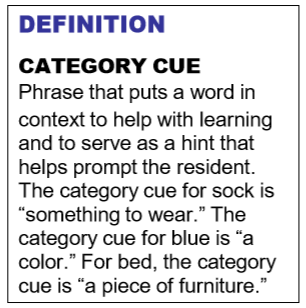 DEFINITION
CATEGORY CUE
Phrase that puts a word in
context to help with learning
and to serve as a hint that
helps prompt the resident.
The category cue for sock is
“something to wear.” The
category cue for blue is “a
color.” For bed, the category
cue is “a piece of furniture.”